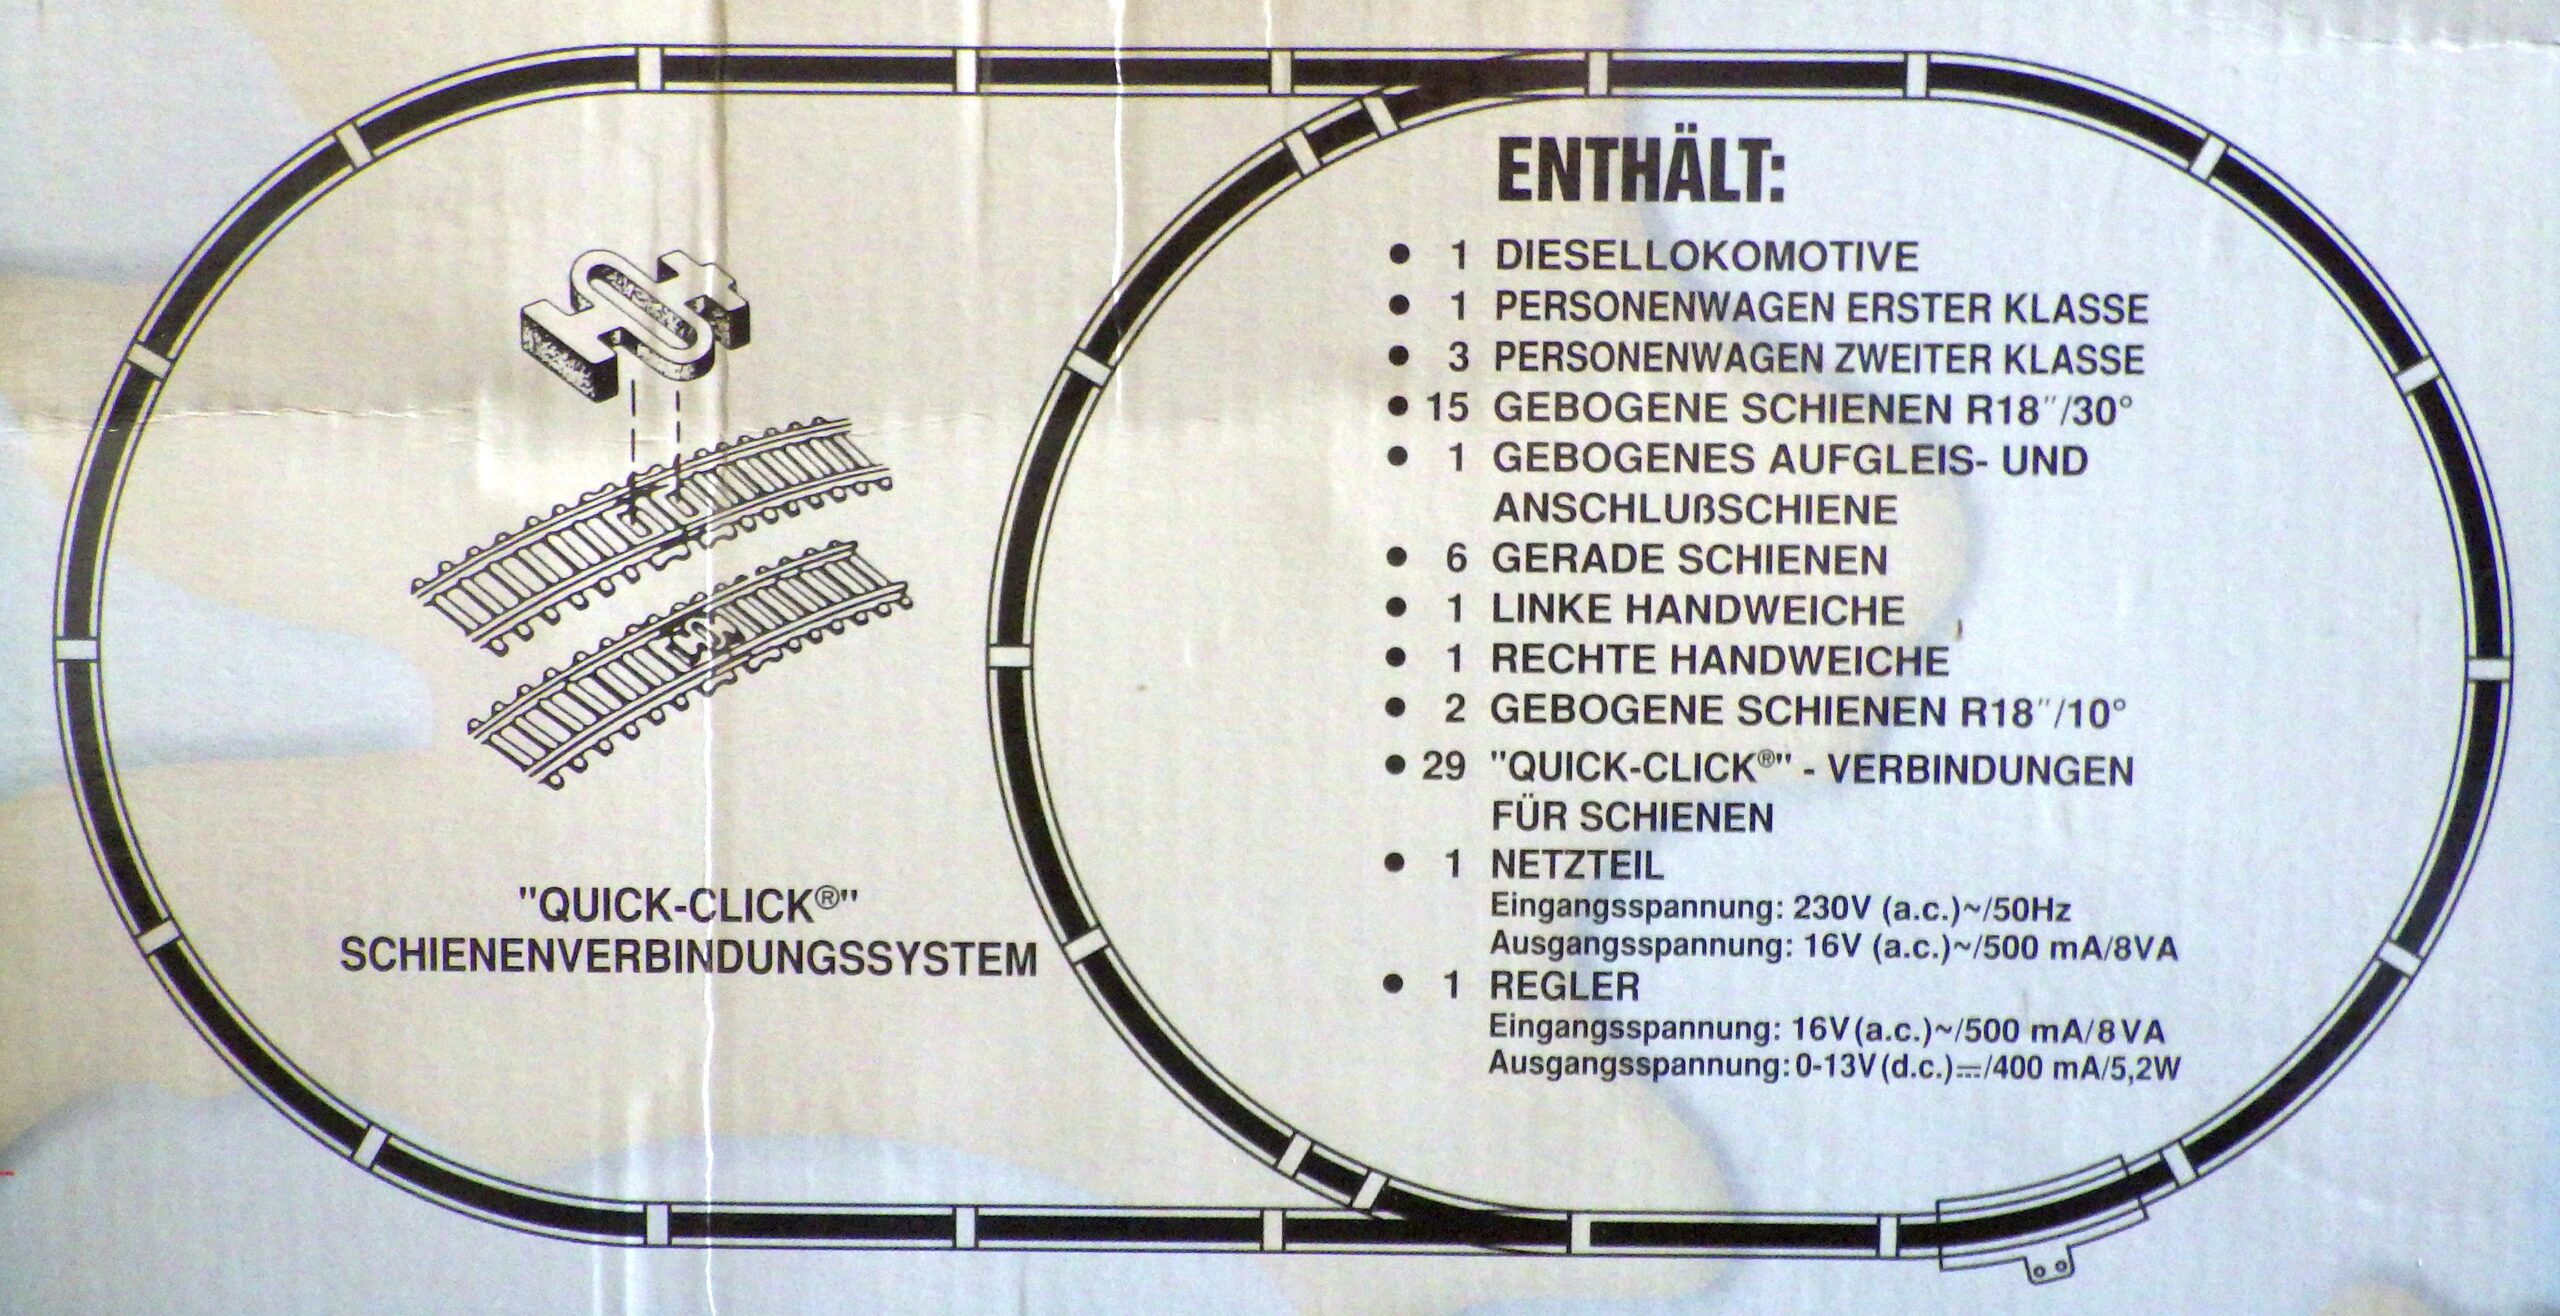 ENTHÄLT:
• 1 DIESELLOKOMOTIVE
• 1 PERSONENWAGEN ERSTER KLASSE
• 3 PERSONENWAGEN ZWEITER KLASSE
• 15 GEBOGENE SCHIENEN R18"/30°
• 1 GEBOGENES AUFGLEIS- UND
ANSCHLUßSCHIENE
• 6 GERADE SCHIENEN
• 1 LINKE HANDWEICHE
• 1 RECHTE HANDWEICHE
• 2 GEBOGENE SCHIENEN R18"/10°
• 29 "QUICK-CLICK®" - VERBINDUNGEN
FÜR SCHIENEN
• 1 NETZTEIL
Eingangsspannung: 230V (a.c.)~/50Hz
Ausgangsspannung: 16V (a.c.)~/500 mA/8VA
• 1 REGLER
Eingangsspannung: 16V (a.c.)~/500 mA/8VA
Ausgangsspannung: 0-13V (d.c.)⎓/400 mA/5,2W
"QUICK-CLICK®"
SCHIENENVERBINDUNGSSYSTEM